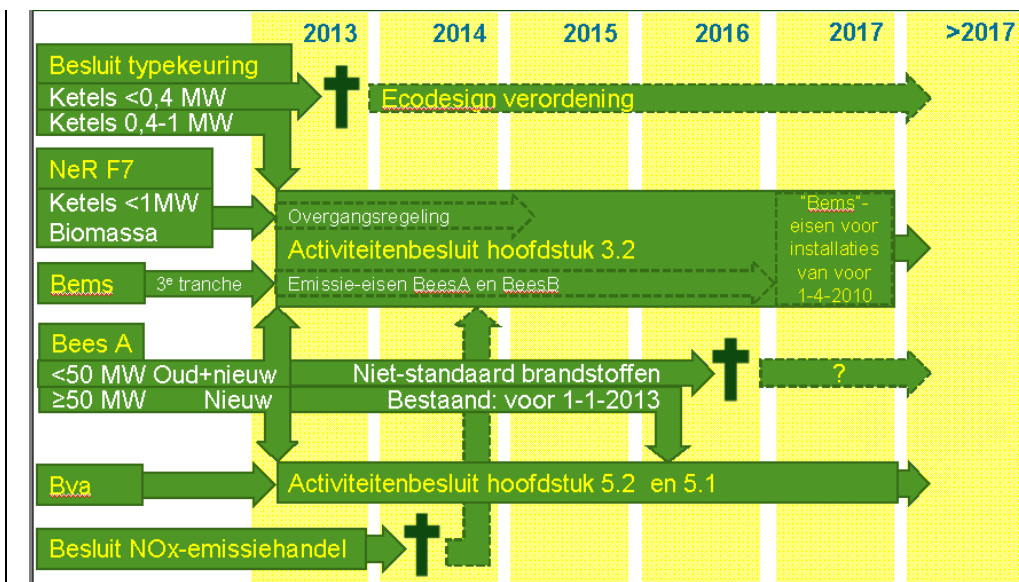 2013 2014 2015 2016 2017 >2017
Besluit typekeuring
Ketels <0,4 MW
Ketels 0,4-1 MW
Ecodesign verordening
NeR F7
Ketels <1MW
Biomassa
Overgangsregeling
Activiteitenbesluit hoofdstuk 3.2
"Bems"-
eisen voor
installaties
van voor
1-4-2010
Bems 3e tranche
Emissie-eisen BeesA en BeesB
Bees A
<50 MW Oud+nieuw Niet-standaard brandstoffen
?
≥50 MW Nieuw Bestaand: voor 1-1-2013
Bva
Activiteitenbesluit hoofdstuk 5.2 en 5.1
Besluit NOx-emissiehandel